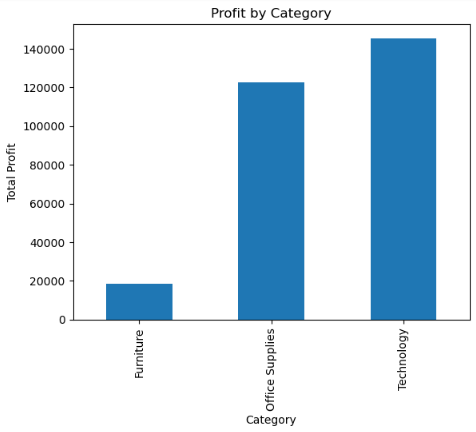 Profit by Category
Total Profit
140000
120000
100000
80000
60000
40000
20000
0
Furniture
Office Supplies
Technology
Category